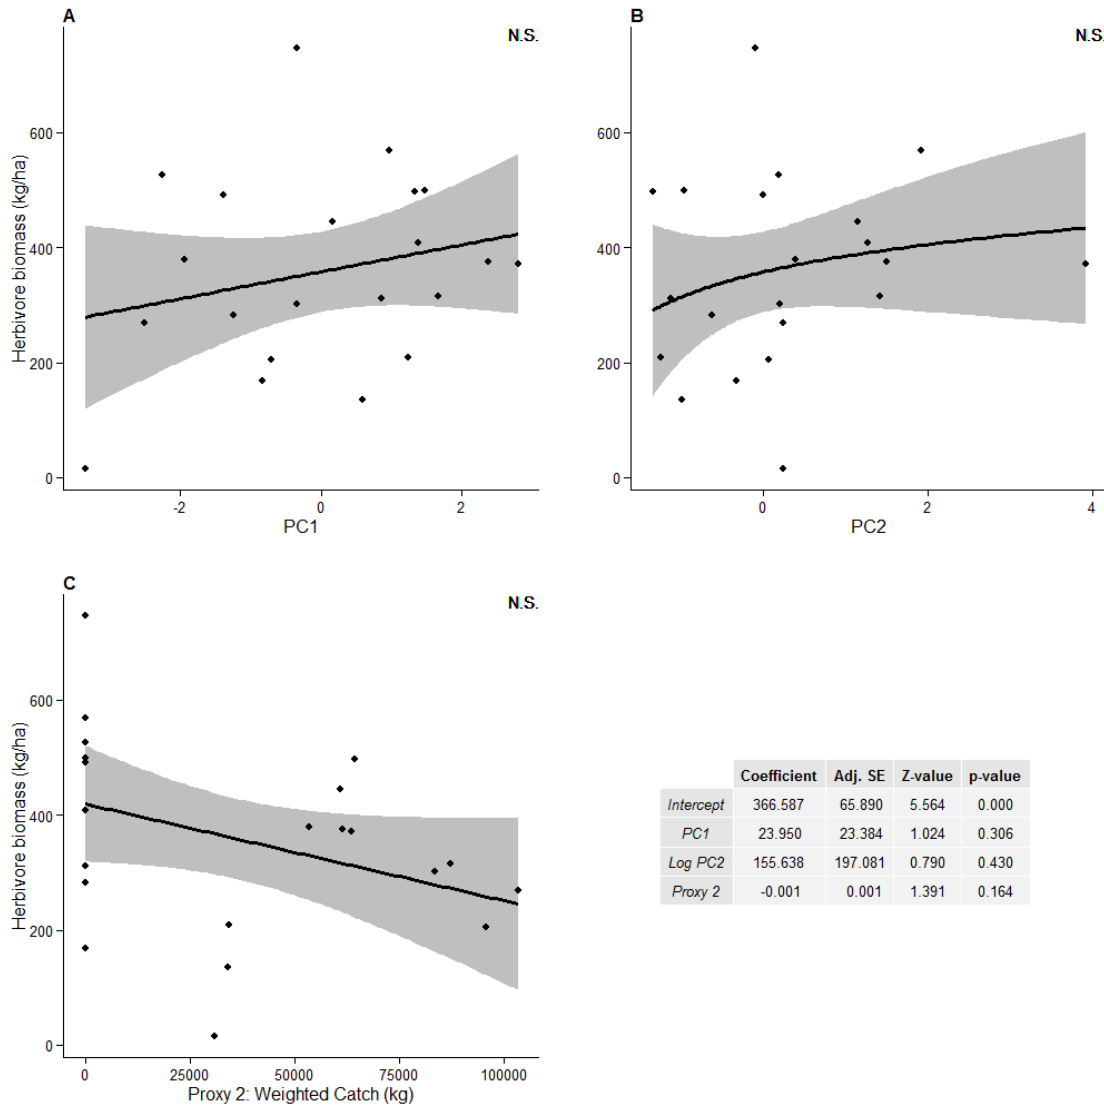 A
N.S.
Herbivore biomass (kg/ha)
600
400
200
0
-2
0
2
PC1
B
N.S.
600
400
200
0
0
2
4
PC2
C
N.S.
Herbivore biomass (kg/ha)
600
400
200
0
0
25000
50000
75000
100000
Proxy 2: Weighted Catch (kg)
Coefficient Adj. SE Z-value p-value
Intercept 366.587 65.890 5.564 0.000
PC1 23.950 23.384 1.024 0.306
Log PC2 155.638 197.081 0.790 0.430
Proxy 2 -0.001 0.001 1.391 0.164